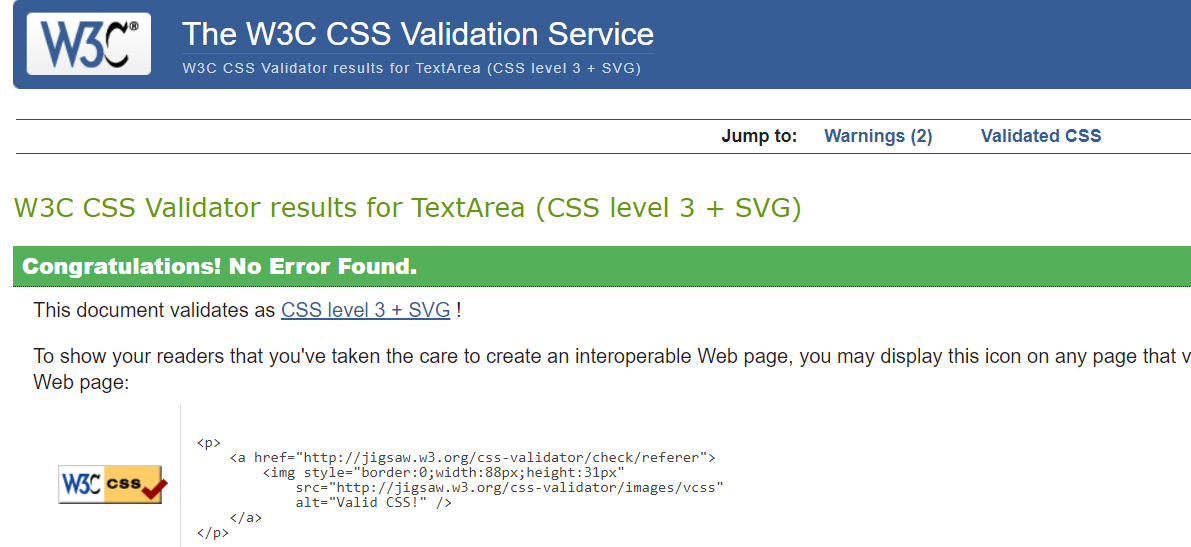 W3C®
The W3C CSS Validation Service
W3C CSS Validator results for TextArea (CSS level 3 + SVG)
Jump to: Warnings (2) Validated CSS
W3C CSS Validator results for TextArea (CSS level 3 + SVG)
Congratulations! No Error Found.
This document validates as CSS level 3 + SVG !
To show your readers that you've taken the care to create an interoperable Web page, you may display this icon on any page that v
Web page:
W3C css
<p>
    <a href="http://jigsaw.w3.org/css-validator/check/referer">
        <img style="border:0;width:88px;height:31px"
            src="http://jigsaw.w3.org/css-validator/images/vcss"
            alt="Valid CSS!" />
    </a>
</p>